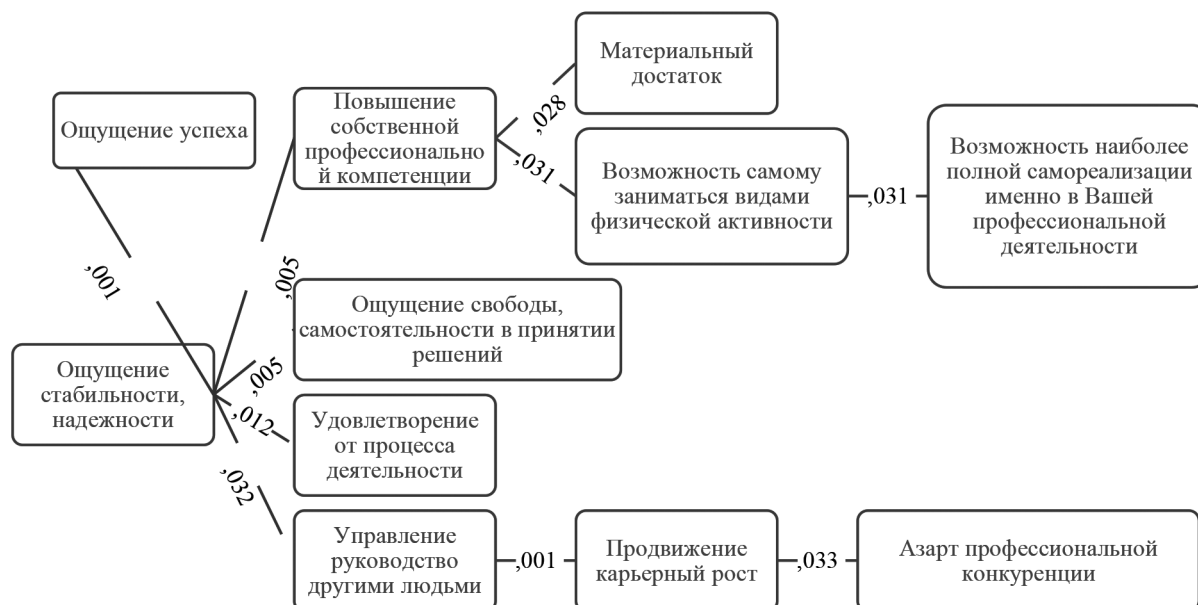 Ощущение успеха
,001
Ощущение
стабильности,
надежности
,005
,005
,012
,032
Повышение
собственной
профессионально
й компетенции
,028
,031
Материальный
достаток
Возможность самому
заниматься видами
физической активности
,031
Возможность наиболее
полной самореализации
именно в Вашей
профессиональной
деятельности
Ощущение свободы,
самостоятельности в принятии
решений
Удовлетворение
от процесса
деятельности
Управление
руководство
другими людьми
,001
Продвижение
карьерный рост
,033
Азарт профессиональной
конкуренции